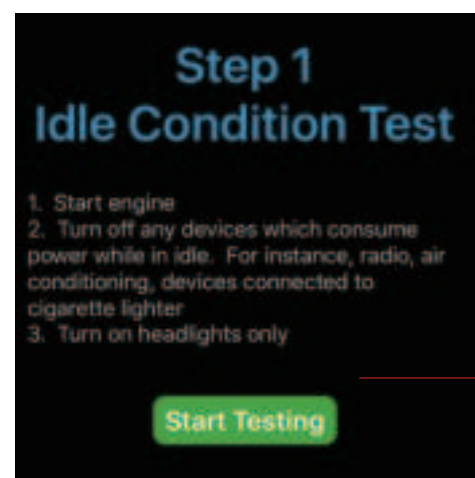 Step 1
Idle Condition Test
1. Start engine
2. Turn off any devices which consume
power while in idle. For instance, radio, air
conditioning, devices connected to
cigarette lighter
3. Turn on headlights only
Start Testing